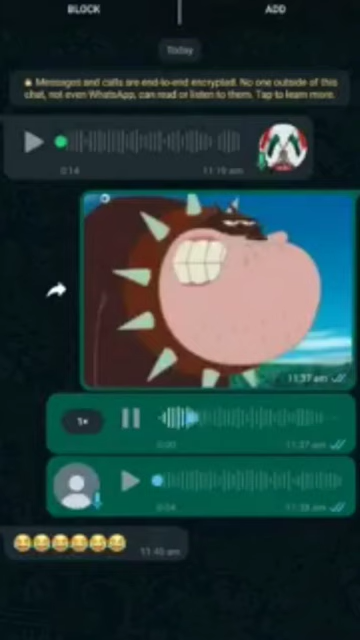 BLOCK
ADD
Today
🔒 Messages and calls are end-to-end encrypted. No one outside of this
chat, not even WhatsApp, can read or listen to them. Tap to learn more.
0:14 11:19 am
11:37 am
1×
0:00 11:37 am
0:04 11:38 am
😂😂😂😂😂😂 11:40 am